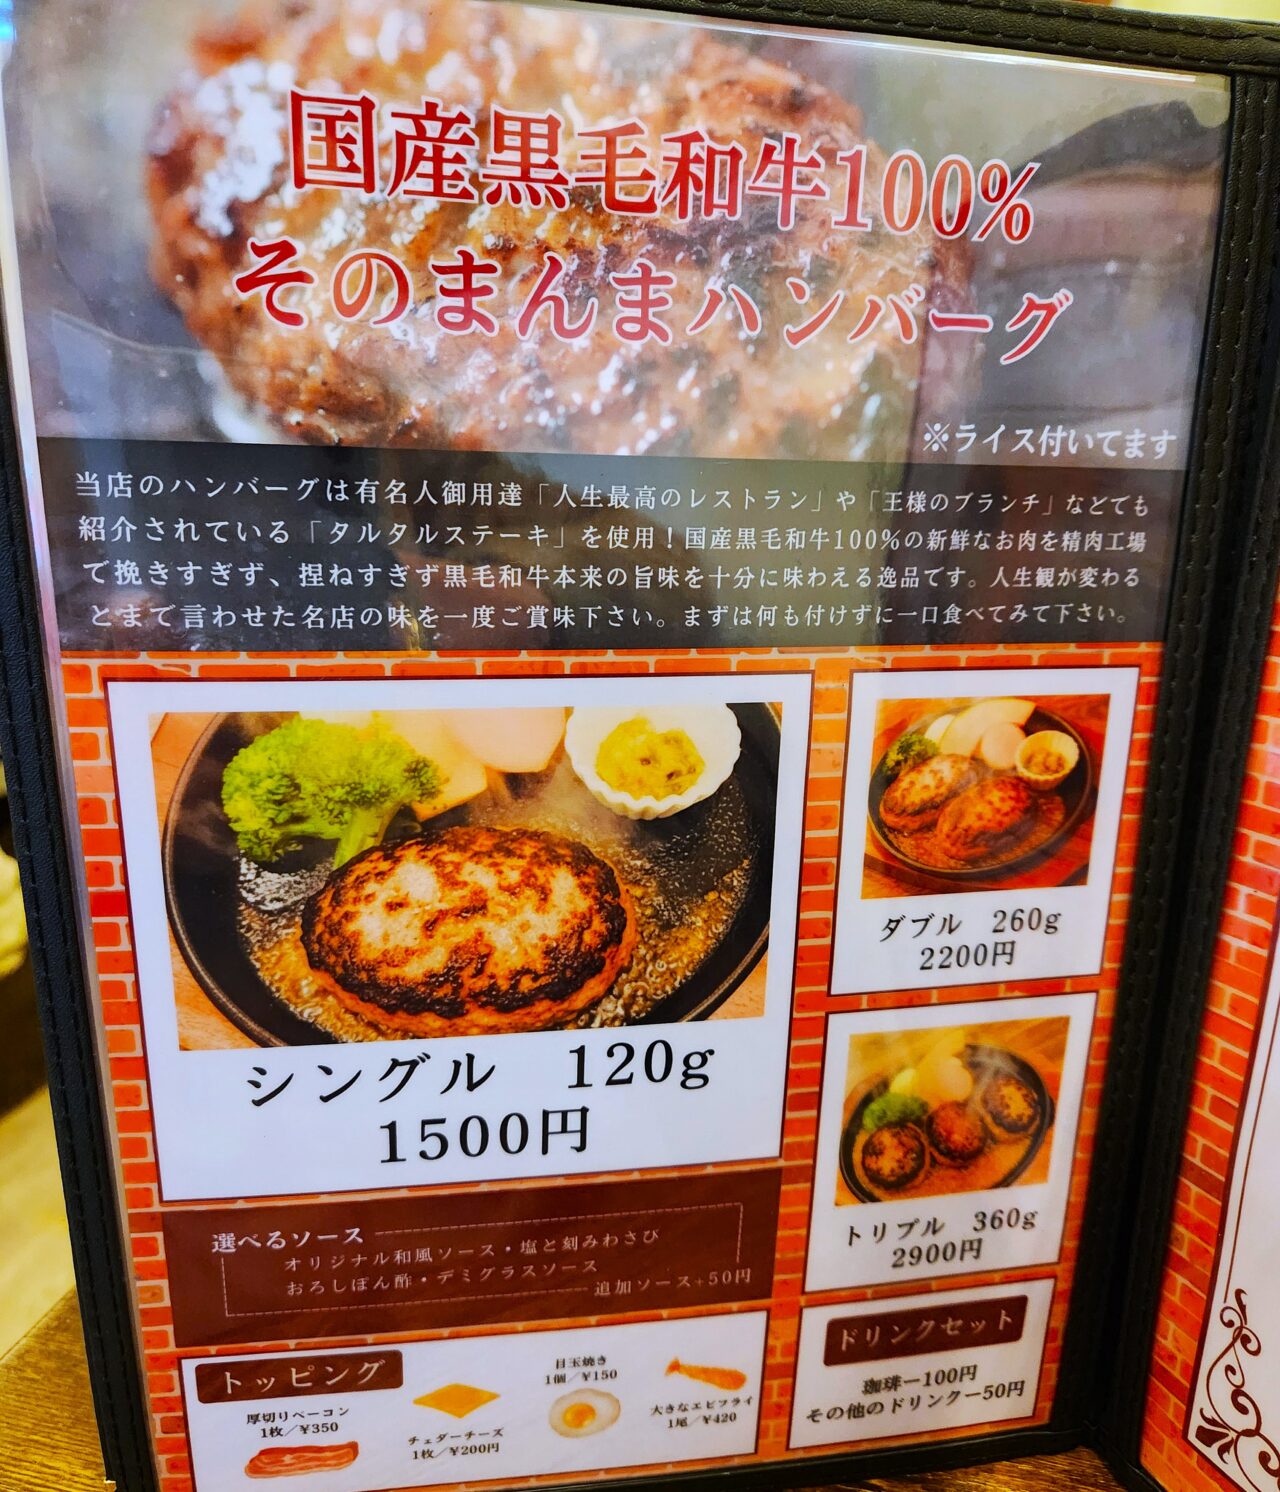 国産黒毛和牛100%
そのまんまハンバーグ
※ライス付いてます
当店のハンバーグは有名人御用達「人生最高のレストラン」や「王様のブランチ」などでも
紹介されている「タルタルステーキ」を使用！国産黒毛和牛100%の新鮮なお肉を精肉工場
で挽きすぎず、捏ねすぎず黒毛和牛本来の旨味を十分に味わえる逸品です。人生観が変わる
とまで言わせた名店の味を一度ご賞味下さい。まずは何も付けずに一口食べてみて下さい。
シングル 120g
1500円
ダブル 260g
2200円
トリプル 360g
2900円
選べるソース
オリジナル和風ソース・塩と刻みわさび
おろしぽん酢・デミグラスソース
追加ソース+50円
トッピング
厚切りベーコン
1枚／¥350
チェダーチーズ
1枚／¥200円
目玉焼き
1個／¥150
大きなエビフライ
1尾／¥420
ドリンクセット
珈琲ー100円
その他のドリンクー50円